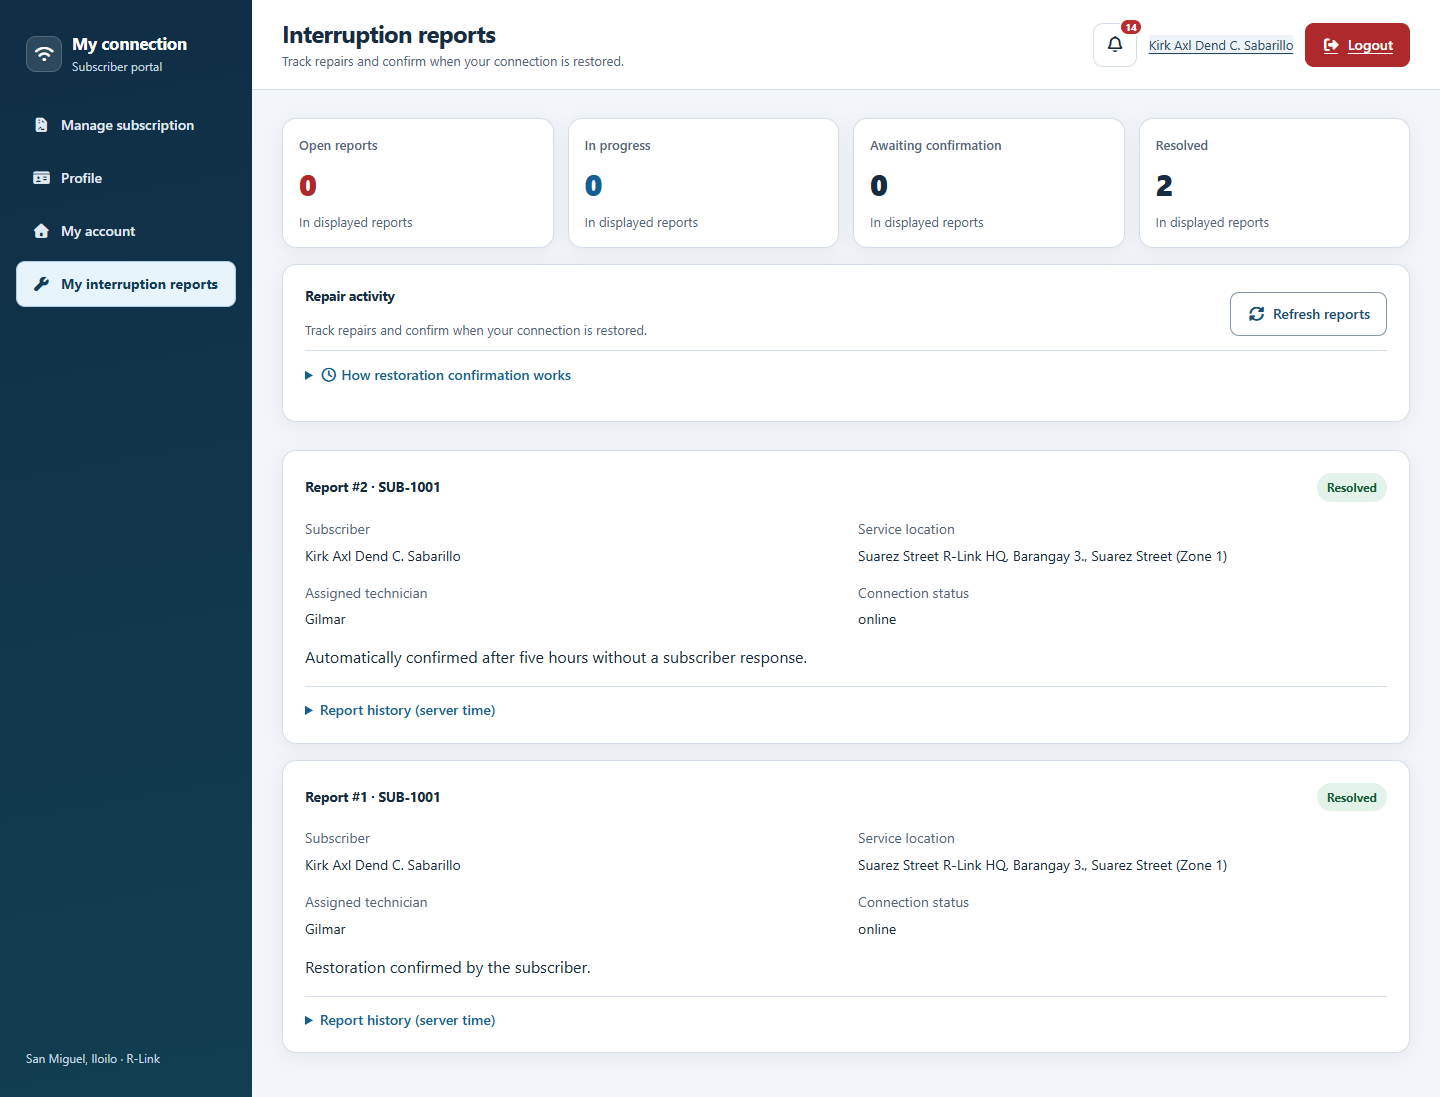 My connection
Subscriber portal
Manage subscription
Profile
My account
My interruption reports
San Miguel, Iloilo · R-Link
Interruption reports
Track repairs and confirm when your connection is restored.
14
Kirk Axl Dend C. Sabarillo
Logout
Open reports
0
In displayed reports
In progress
0
In displayed reports
Awaiting confirmation
0
In displayed reports
Resolved
2
In displayed reports
Repair activity
Track repairs and confirm when your connection is restored.
Refresh reports
How restoration confirmation works
Report #2 · SUB-1001
Resolved
Subscriber
Kirk Axl Dend C. Sabarillo
Service location
Suarez Street R-Link HQ, Barangay 3., Suarez Street (Zone 1)
Assigned technician
Gilmar
Connection status
online
Automatically confirmed after five hours without a subscriber response.
Report history (server time)
Report #1 · SUB-1001
Resolved
Subscriber
Kirk Axl Dend C. Sabarillo
Service location
Suarez Street R-Link HQ, Barangay 3., Suarez Street (Zone 1)
Assigned technician
Gilmar
Connection status
online
Restoration confirmed by the subscriber.
Report history (server time)